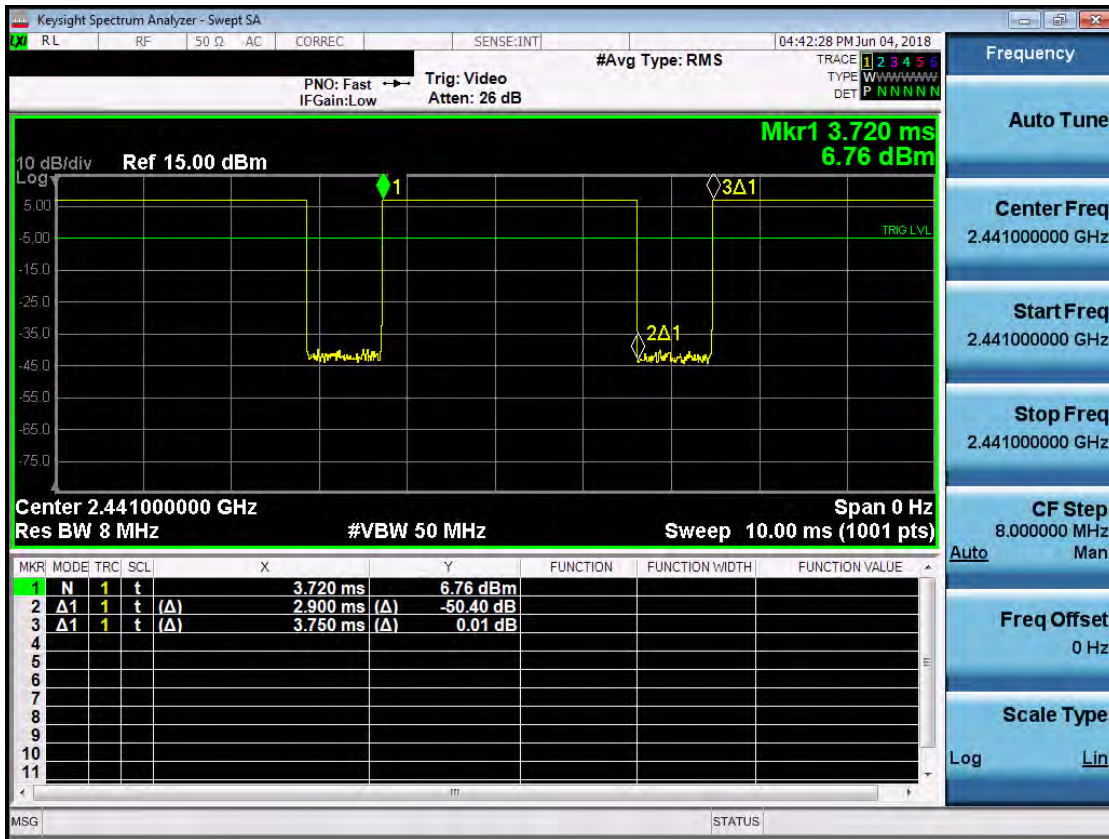 Keysight Spectrum Analyzer - Swept SA
LXI RL RF 50 Ω AC CORREC SENSE:INT 04:42:28 PM Jun 04, 2018
#Avg Type: RMS
TRACE 1 2 3 4 5 6
TYPE WWWWWWW
DET P N N N N N
PNO: Fast
IFGain:Low
Trig: Video
Atten: 26 dB
Mkr1 3.720 ms
6.76 dBm
10 dB/div Ref 15.00 dBm
Log
1
3Δ1
5.00
-5.00
TRIG LVL
-15.0
-25.0
-35.0
2Δ1
-45.0
-55.0
-65.0
-75.0
Center 2.441000000 GHz Span 0 Hz
Res BW 8 MHz #VBW 50 MHz Sweep 10.00 ms (1001 pts)
MKR MODE TRC SCL X Y FUNCTION FUNCTION WIDTH FUNCTION VALUE
1 N 1 t 3.720 ms 6.76 dBm
2 Δ1 1 t (Δ) 2.900 ms (Δ) -50.40 dB
3 Δ1 1 t (Δ) 3.750 ms (Δ) 0.01 dB
4
5
6
7
8
9
10
11
MSG STATUS
Frequency
Auto Tune
Center Freq
2.441000000 GHz
Start Freq
2.441000000 GHz
Stop Freq
2.441000000 GHz
CF Step
8.000000 MHz
Auto Man
Freq Offset
0 Hz
Scale Type
Log Lin